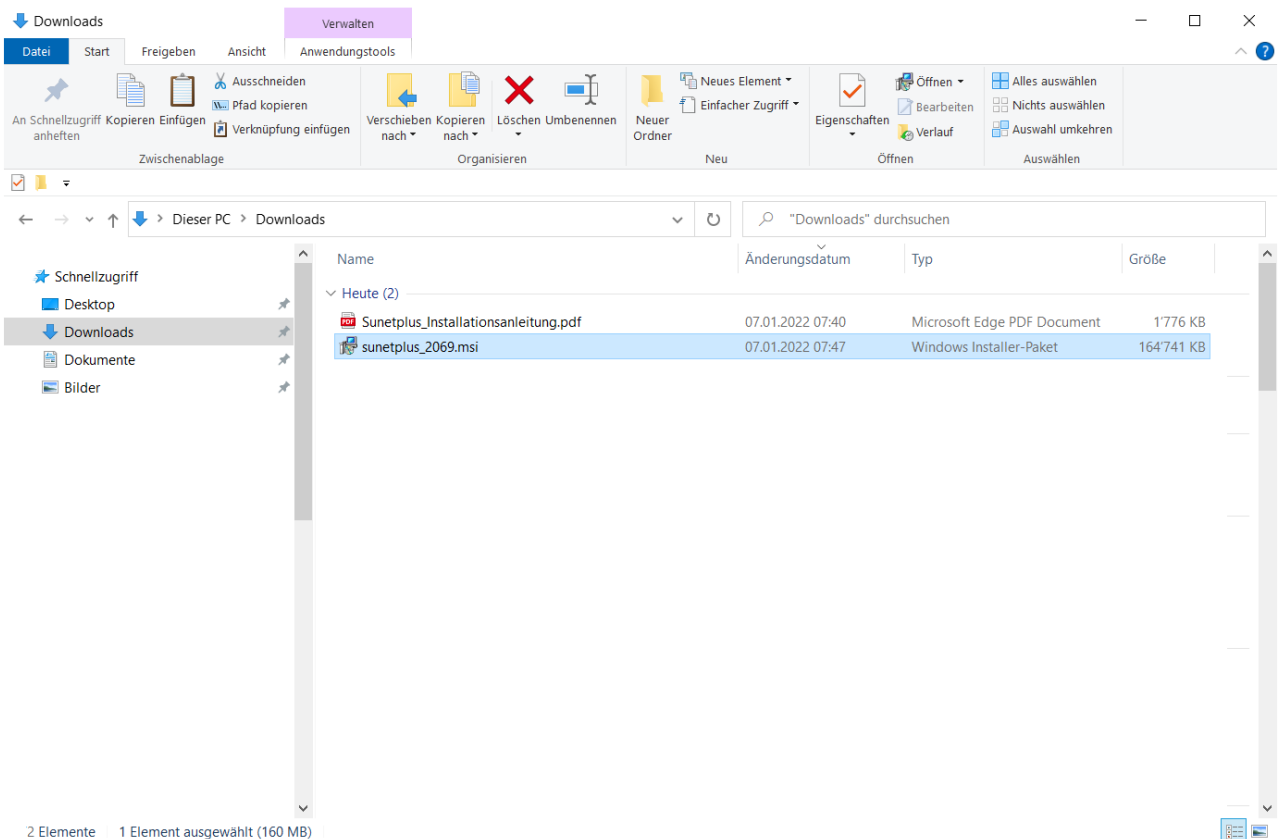 Downloads
Verwalten
Datei Start Freigeben Ansicht Anwendungstools
An Schnellzugriff anheften
Kopieren
Einfügen
Ausschneiden
Pfad kopieren
Verknüpfung einfügen
Zwischenablage
Verschieben nach
Kopieren nach
Löschen
Umbenennen
Organisieren
Neuer Ordner
Neues Element
Einfacher Zugriff
Neu
Eigenschaften
Öffnen
Bearbeiten
Verlauf
Öffnen
Alles auswählen
Nichts auswählen
Auswahl umkehren
Auswählen
Dieser PC > Downloads
"Downloads" durchsuchen
Schnellzugriff
Desktop
Downloads
Dokumente
Bilder
Name Änderungsdatum Typ Größe
Heute (2)
PDF Sunetplus_Installationsanleitung.pdf 07.01.2022 07:40 Microsoft Edge PDF Document 1'776 KB
sunetplus_2069.msi 07.01.2022 07:47 Windows Installer-Paket 164'741 KB
2 Elemente 1 Element ausgewählt (160 MB)